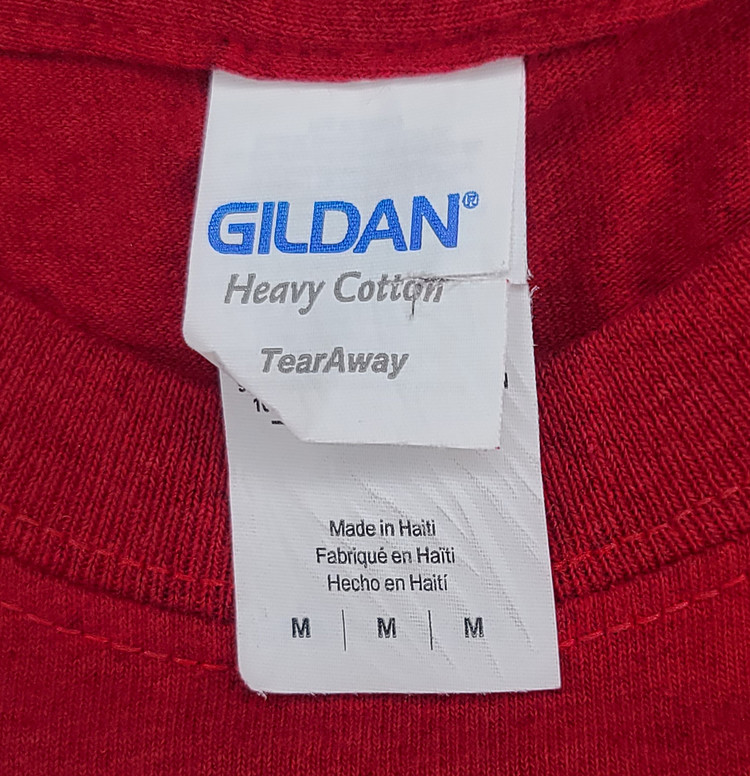 GILDAN®
Heavy Cotton
TearAway
Made in Haiti
Fabriqué en Haïti
Hecho en Haití
M | M | M